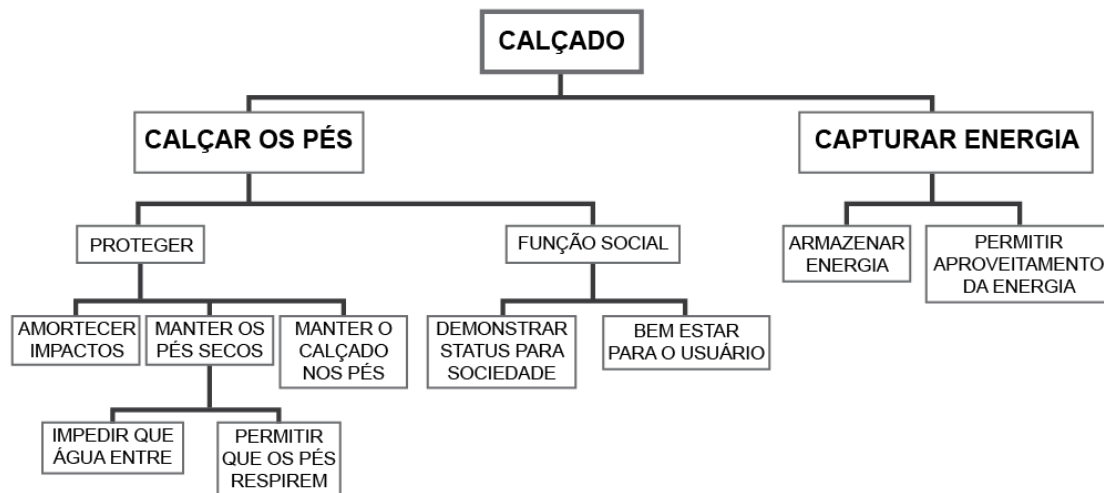 CALÇADO
CALÇAR OS PÉS
CAPTURAR ENERGIA
PROTEGER
FUNÇÃO SOCIAL
ARMAZENAR
ENERGIA
PERMITIR
APROVEITAMENTO
DA ENERGIA
AMORTECER
IMPACTOS
MANTER OS
PÉS SECOS
MANTER O
CALÇADO
NOS PÉS
DEMONSTRAR
STATUS PARA
SOCIEDADE
BEM ESTAR
PARA O USUÁRIO
IMPEDIR QUE
ÁGUA ENTRE
PERMITIR
QUE OS PÉS
RESPIREM